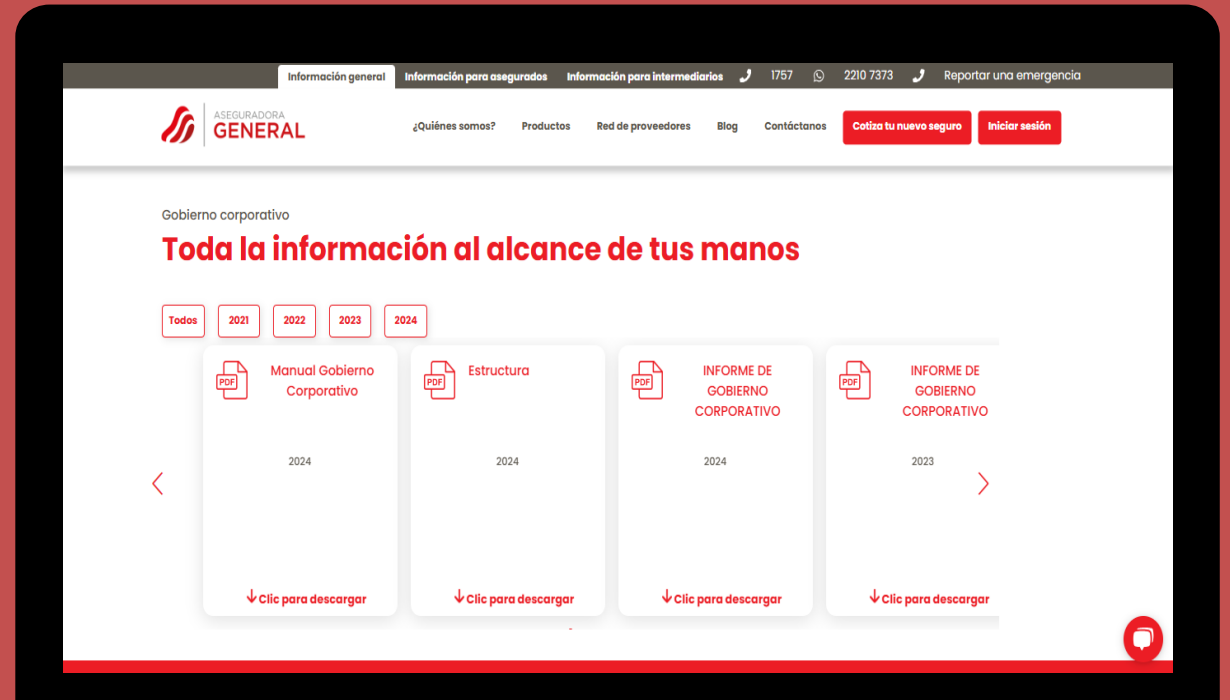 Información general Información para asegurados Información para intermediarios 1757 2210 7373 Reportar una emergencia
ASEGURADORA
GENERAL
¿Quiénes somos? Productos Red de proveedores Blog Contáctanos Cotiza tu nuevo seguro Iniciar sesión
Gobierno corporativo
Toda la información al alcance de tus manos
Todos 2021 2022 2023 2024
PDF
Manual Gobierno
Corporativo
2024
Clic para descargar
PDF
Estructura
2024
Clic para descargar
PDF
INFORME DE
GOBIERNO
CORPORATIVO
2024
Clic para descargar
PDF
INFORME DE
GOBIERNO
CORPORATIVO
2023
Clic para descargar